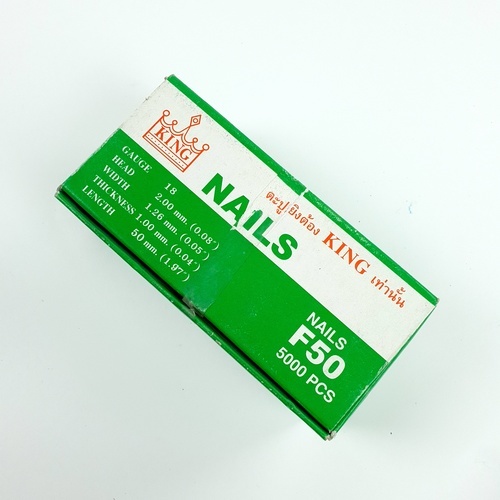 KING
NAILS
ตะปู,ยิงต้อง KING เท่านั้น
GAUGE 18
HEAD 2.00 mm. (0.08″)
WIDTH 1.26 mm. (0.05″)
THICKNESS 1.00 mm. (0.04″)
LENGTH 50 mm. (1.97″)
NAILS
F50
5000 PCS